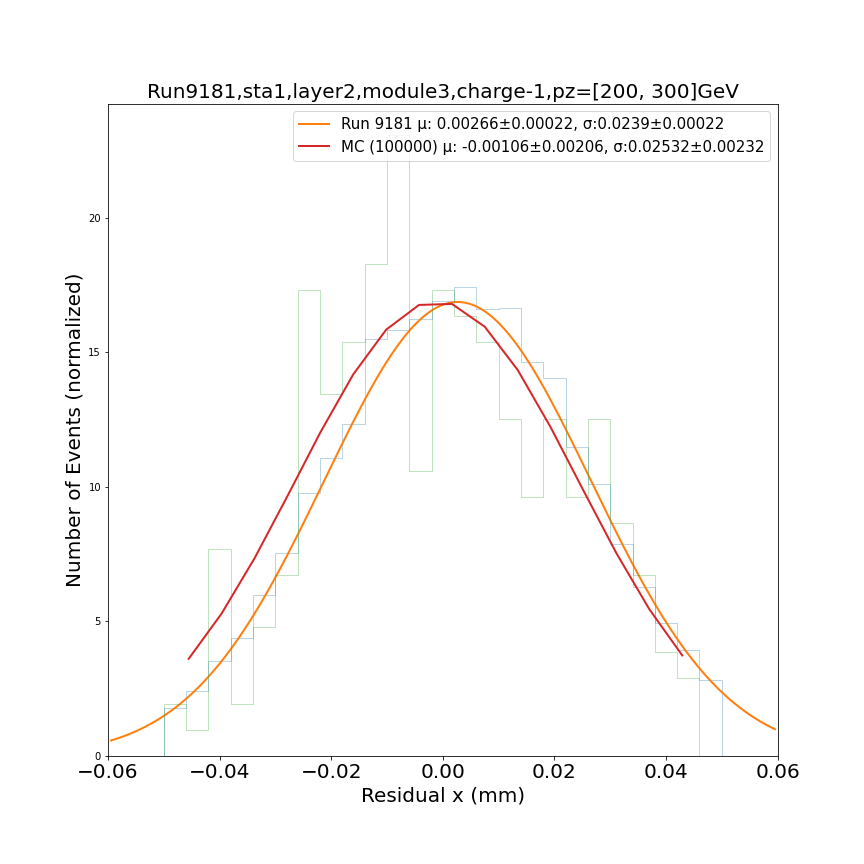 Run9181,sta1,layer2,module3,charge-1,pz=[200, 300]GeV
Run 9181 μ: 0.00266±0.00022, σ:0.0239±0.00022
MC (100000) μ: -0.00106±0.00206, σ:0.02532±0.00232
20
15
10
5
0
Number of Events (normalized)
−0.06 −0.04 −0.02 0.00 0.02 0.04 0.06
Residual x (mm)